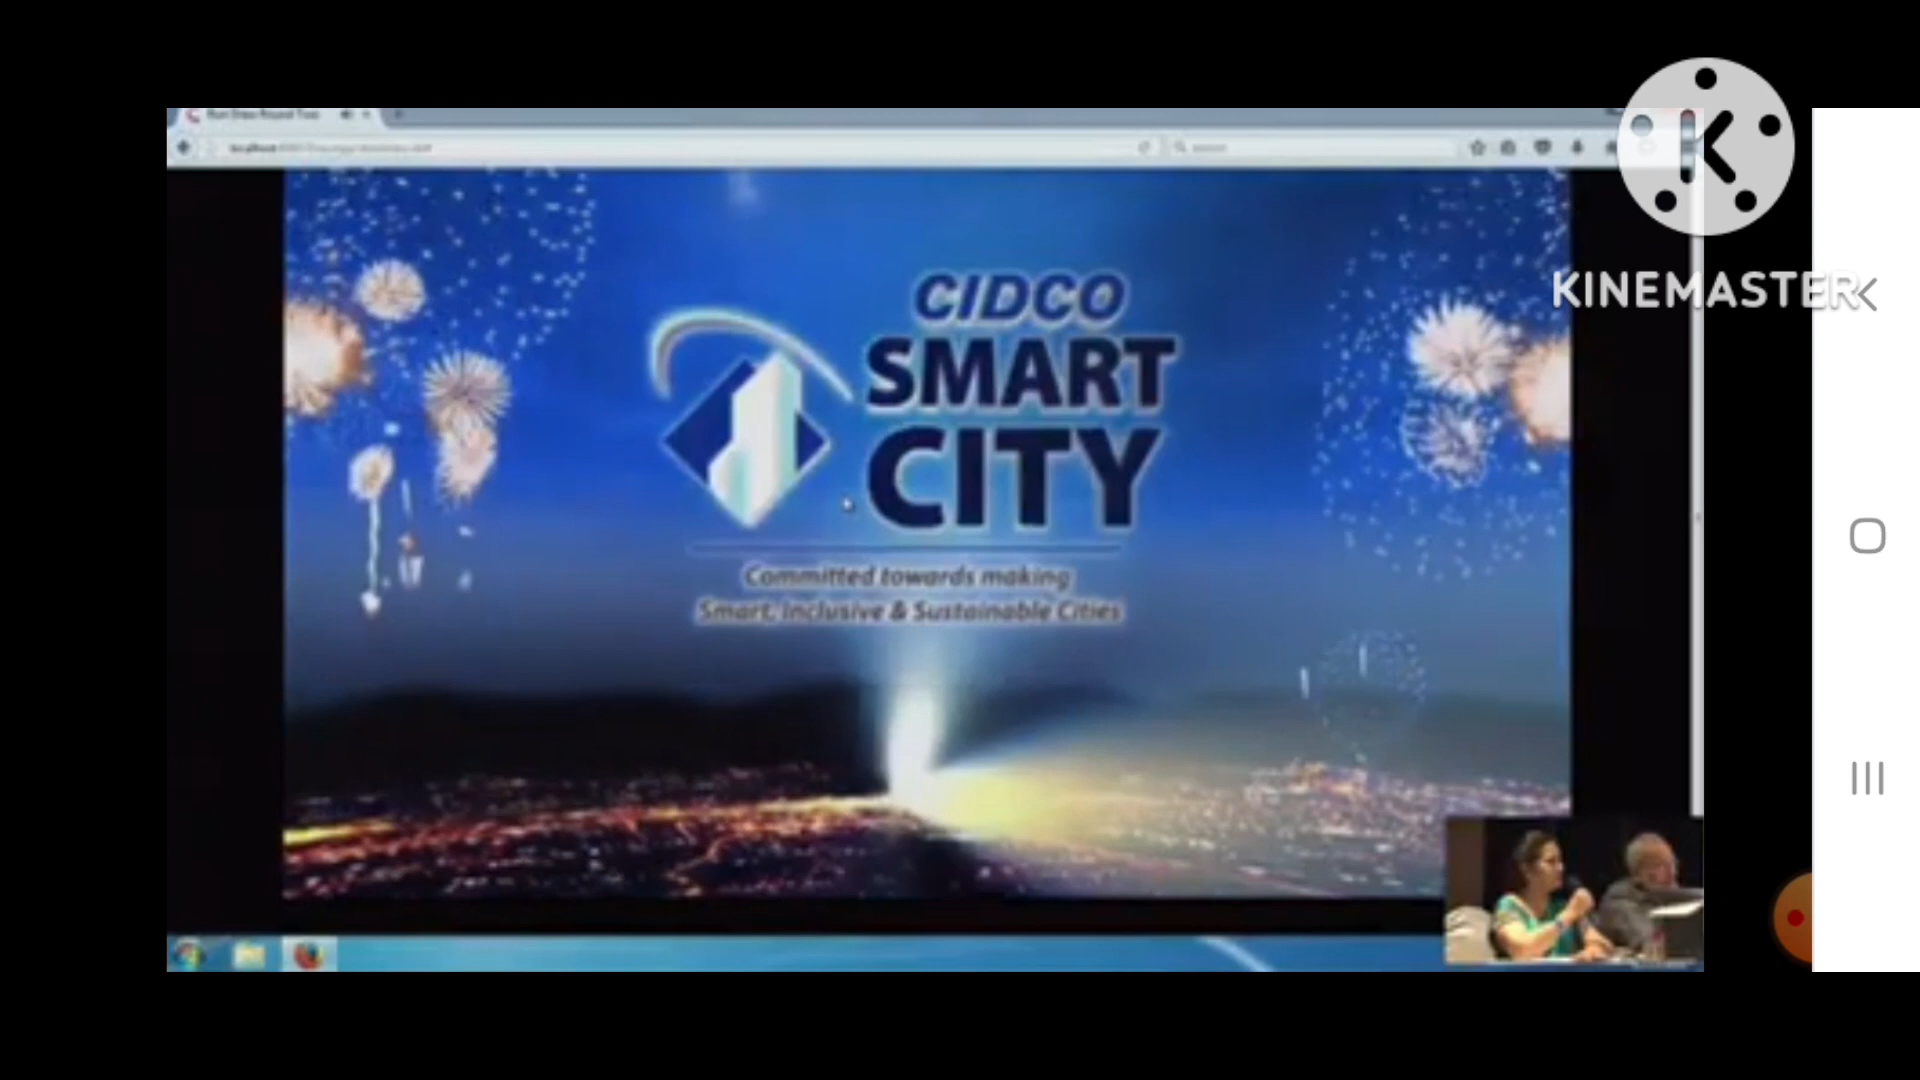 KINEMASTER
CIDCO
SMART
CITY
Committed towards making
Smart, Inclusive & Sustainable Cities